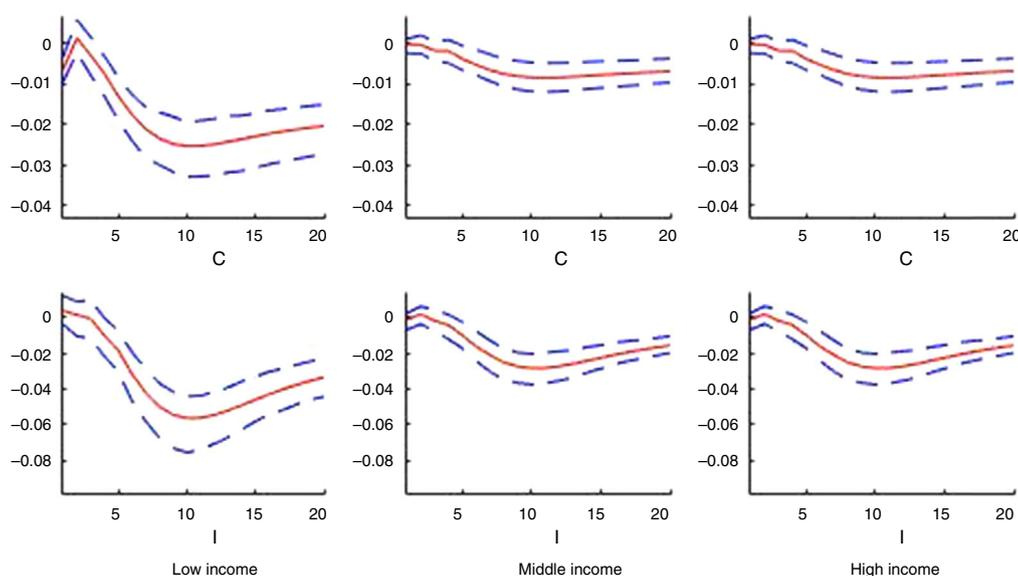 0 0 0
–0.01 –0.01 –0.01
–0.02 –0.02 –0.02
–0.03 –0.03 –0.03
–0.04 –0.04 –0.04
5 10 15 20 5 10 15 20 5 10 15 20
C C C
0 0 0
–0.02 –0.02 –0.02
–0.04 –0.04 –0.04
–0.06 –0.06 –0.06
–0.08 –0.08 –0.08
5 10 15 20 5 10 15 20 5 10 15 20
I I I
Low income Middle income High income